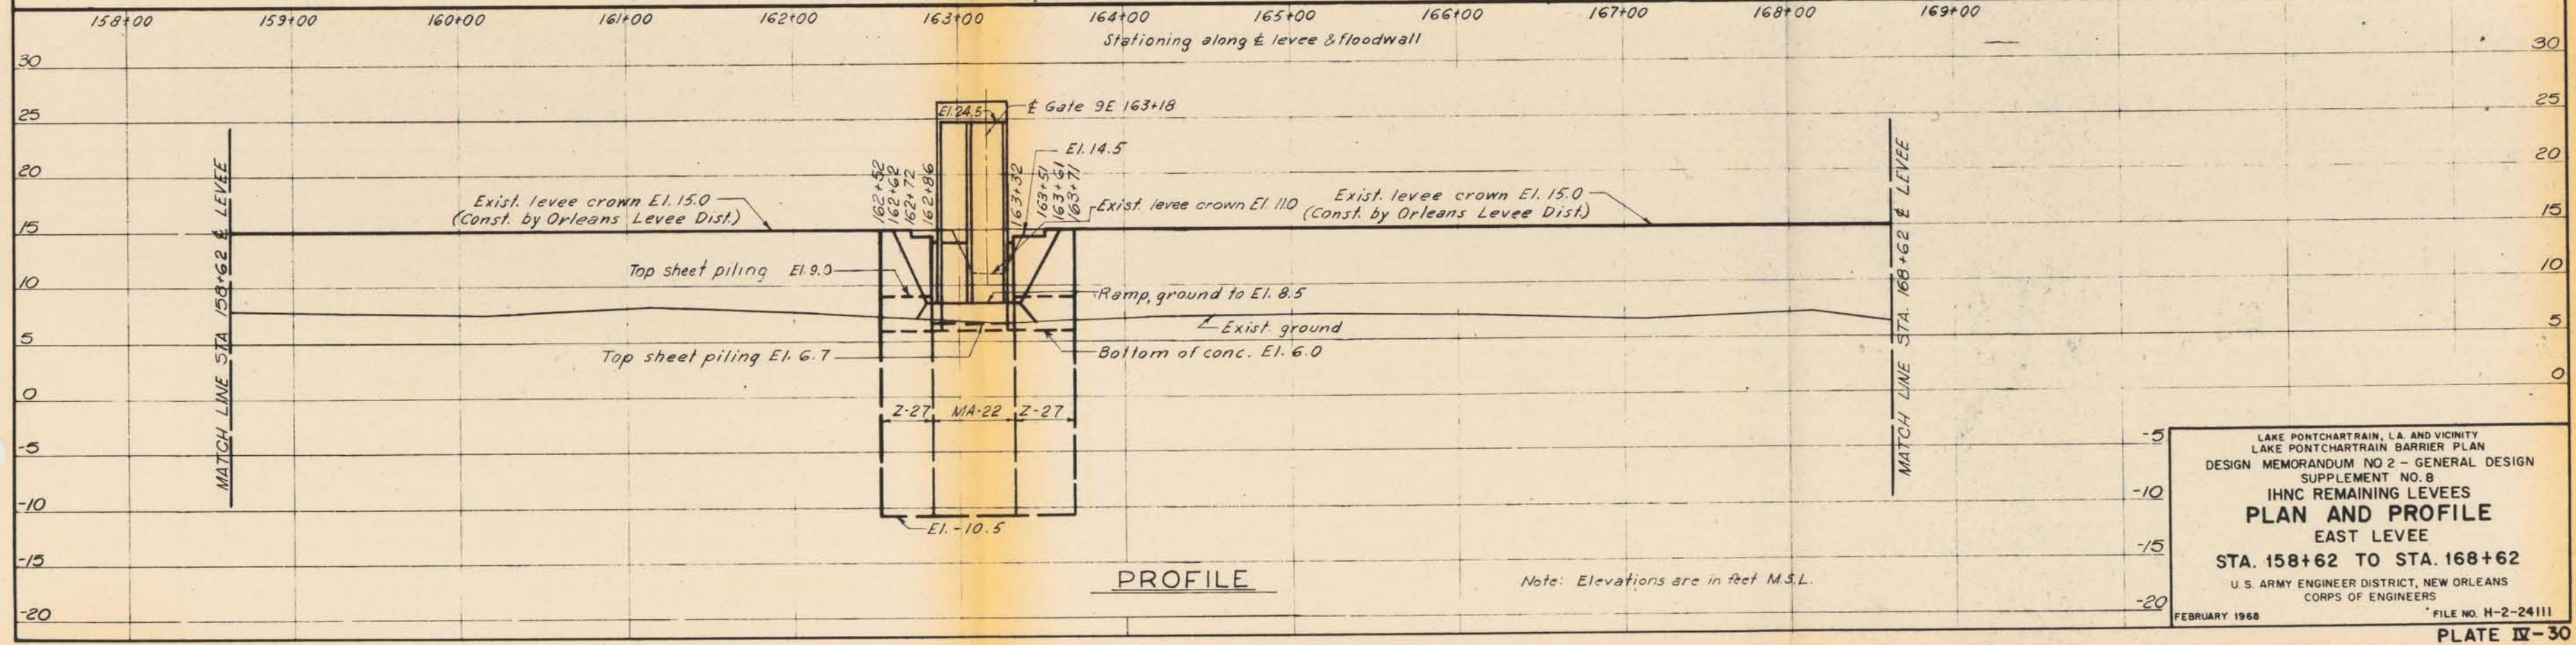 158+00 159+00 160+00 161+00 162+00 163+00 164+00 165+00 166+00 167+00 168+00 169+00
Stationing along ℄ levee & floodwall
30
25
20
15
10
5
0
-5
-10
-15
-20
30
25
20
15
10
5
0
-5
-10
-15
-20
MATCH LINE STA 158+62 ℄ LEVEE
Exist. levee crown El. 15.0
(Const. by Orleans Levee Dist.)
Top sheet piling El. 9.0
Top sheet piling El. 6.7
162+52
162+62
162+72
162+86
El. 24.5
℄ Gate 9E 163+18
El. 14.5
163+32
163+51
163+61
163+71
Exist. levee crown El. 11.0
Exist. levee crown El. 15.0
(Const. by Orleans Levee Dist.)
Ramp, ground to El. 8.5
Exist. ground
Bottom of conc. El. 6.0
Z-27 MA-22 Z-27
El. -10.5
MATCH LINE STA. 168+62 ℄ LEVEE
PROFILE
Note: Elevations are in feet M.S.L.
LAKE PONTCHARTRAIN, LA. AND VICINITY
LAKE PONTCHARTRAIN BARRIER PLAN
DESIGN MEMORANDUM NO 2 - GENERAL DESIGN
SUPPLEMENT NO. 8
IHNC REMAINING LEVEES
PLAN AND PROFILE
EAST LEVEE
STA. 158+62 TO STA. 168+62
U. S. ARMY ENGINEER DISTRICT, NEW ORLEANS
CORPS OF ENGINEERS
FEBRUARY 1968 FILE NO. H-2-24111
PLATE IV-30